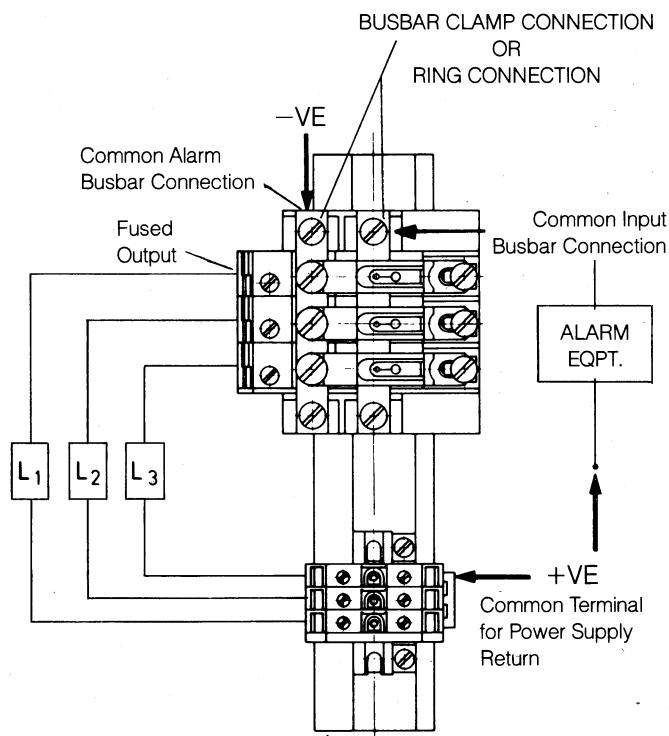 BUSBAR CLAMP CONNECTION
OR
RING CONNECTION
−VE
Common Alarm
Busbar Connection
Fused
Output
Common Input
Busbar Connection
ALARM
EQPT.
L1
L2
L3
+VE
Common Terminal
for Power Supply
Return